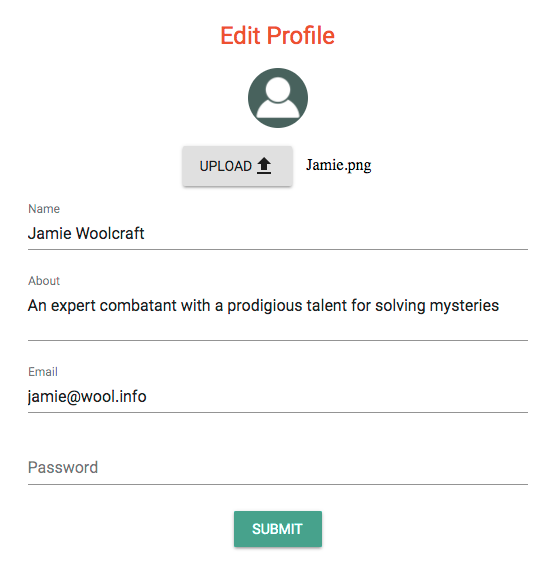 Edit Profile
UPLOAD Jamie.png
Name
Jamie Woolcraft
About
An expert combatant with a prodigious talent for solving mysteries
Email
jamie@wool.info
Password
SUBMIT